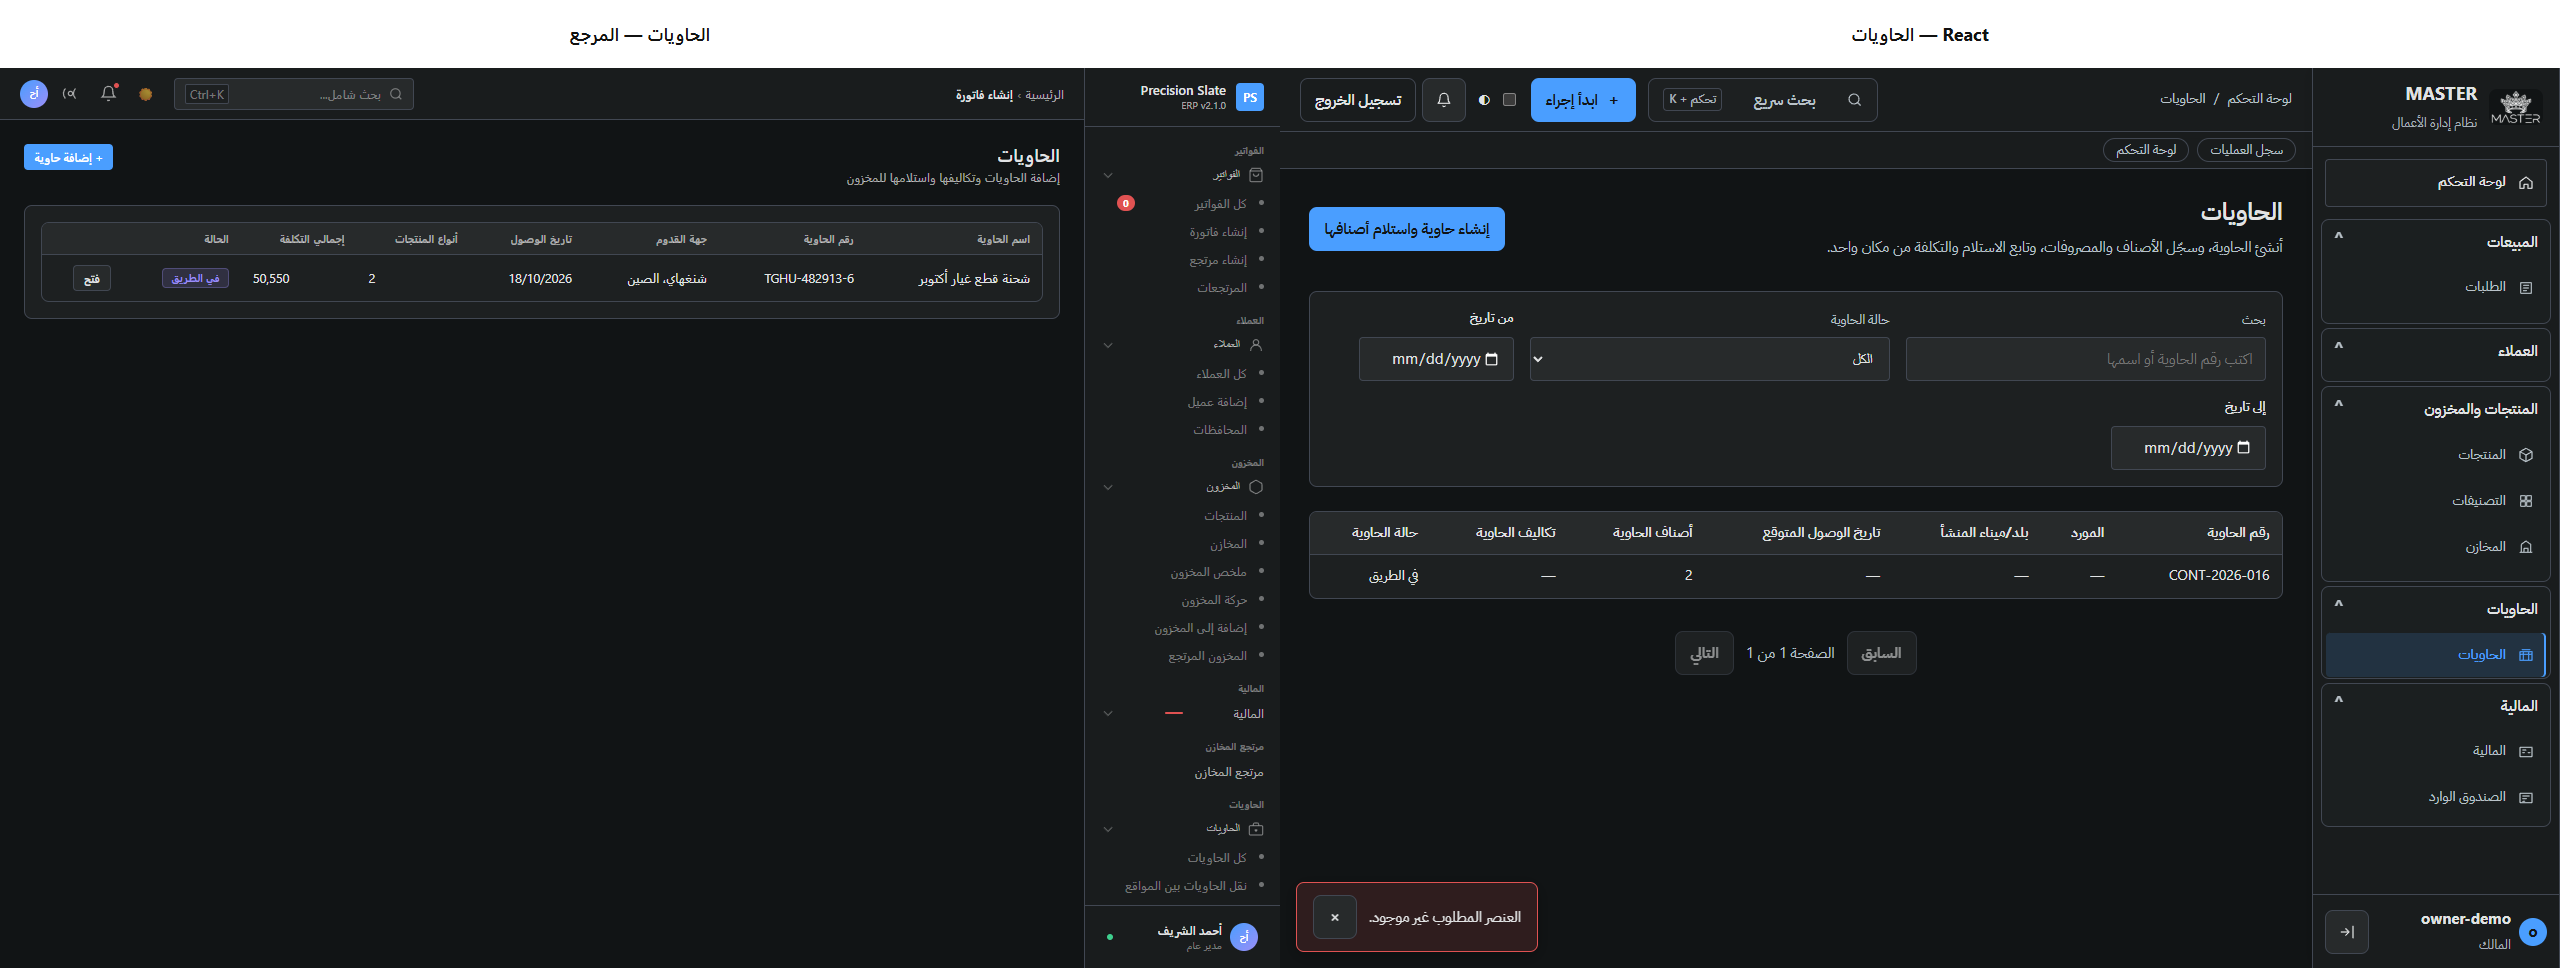 React — الحاويات
الحاويات — المرجع
MASTER
نظام إدارة الأعمال
MASTER
لوحة التحكم
المبيعات
الطلبات
العملاء
المنتجات والمخزون
المنتجات
التصنيفات
المخازن
الحاويات
الحاويات
المالية
المالية
الصندوق الوارد
owner-demo
المالك
o
لوحة التحكم / الحاويات
بحث سريع
تحكم + K
+ ابدأ إجراء
تسجيل الخروج
سجل العمليات
لوحة التحكم
الحاويات
أنشئ الحاوية، وسجّل الأصناف والمصروفات، وتابع الاستلام والتكلفة من مكان واحد.
إنشاء حاوية واستلام أصنافها
بحث
حالة الحاوية
من تاريخ
اكتب رقم الحاوية أو اسمها
الكل
mm/dd/yyyy
إلى تاريخ
mm/dd/yyyy
رقم الحاوية
المورد
بلد/ميناء المنشأ
تاريخ الوصول المتوقع
أصناف الحاوية
تكاليف الحاوية
حالة الحاوية
CONT-2026-016
—
—
—
2
—
في الطريق
السابق
الصفحة 1 من 1
التالي
العنصر المطلوب غير موجود.
×
Precision Slate
ERP v2.1.0
PS
الفواتير
الفواتير
كل الفواتير
0
إنشاء فاتورة
إنشاء مرتجع
المرتجعات
العملاء
العملاء
كل العملاء
إضافة عميل
المحافظات
المخزون
المخزون
المنتجات
المخازن
ملخص المخزون
حركة المخزون
إضافة إلى المخزون
المخزون المرتجع
المالية
المالية
مرتجع المخازن
مرتجع المخازن
الحاويات
الحاويات
كل الحاويات
نقل الحاويات بين المواقع
أحمد الشريف
مدير عام
أح
الرئيسية › إنشاء فاتورة
بحث شامل...
Ctrl+K
أح
الحاويات
إضافة الحاويات وتكاليفها واستلامها للمخزون
+ إضافة حاوية
اسم الحاوية
رقم الحاوية
جهة القدوم
تاريخ الوصول
أنواع المنتجات
إجمالي التكلفة
الحالة
شحنة قطع غيار أكتوبر
TGHU-482913-6
شنغهاي، الصين
18/10/2026
2
50,550
في الطريق
فتح